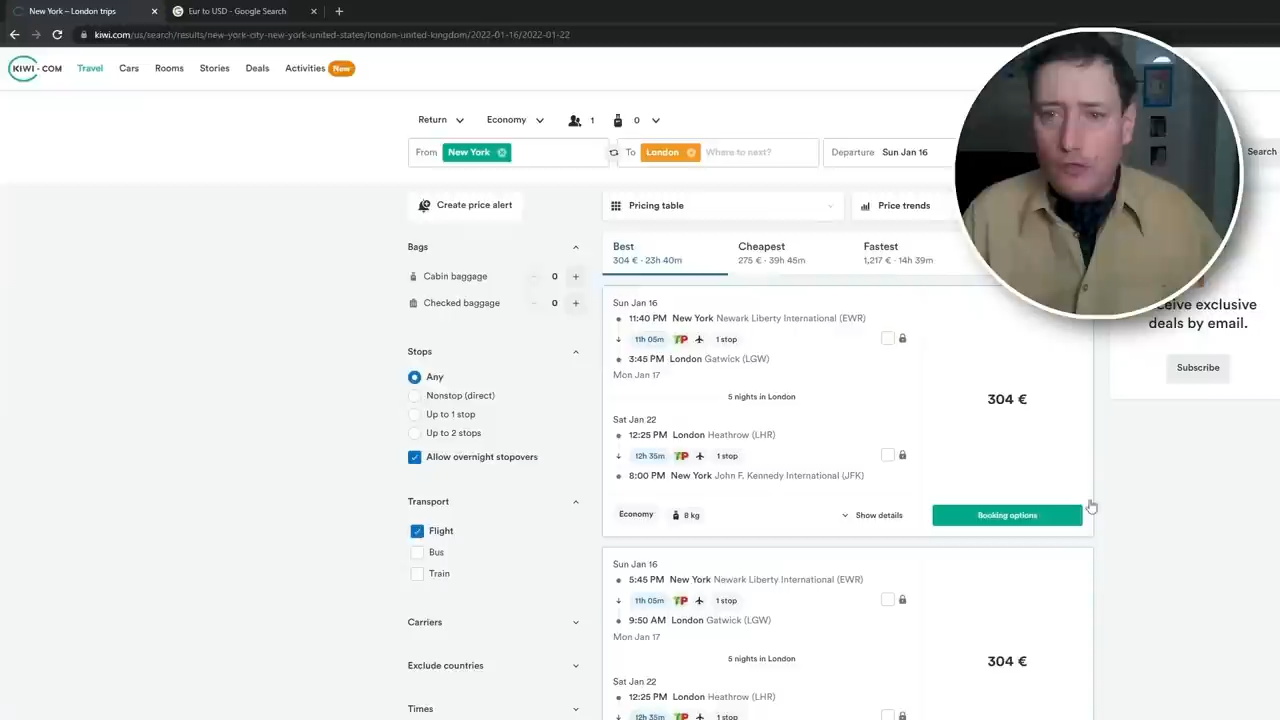 New York – London trips
Eur to USD - Google Search
kiwi.com/us/search/results/new-york-city-new-york-united-states/london-united-kingdom/2022-01-16/2022-01-22
KIWI·COM Travel Cars Rooms Stories Deals Activities New
Return Economy 1 0
From New York To London Where to next? Departure Sun Jan 16 Search
Create price alert
Pricing table
Price trends
Bags
Cabin baggage 0
Checked baggage 0
Stops
Any
Nonstop (direct)
Up to 1 stop
Up to 2 stops
Allow overnight stopovers
Transport
Flight
Bus
Train
Carriers
Exclude countries
Times
Best
304 € · 23h 40m
Cheapest
275 € · 39h 45m
Fastest
1,217 € · 14h 39m
Sun Jan 16
11:40 PM New York Newark Liberty International (EWR)
11h 05m TP 1 stop
3:45 PM London Gatwick (LGW)
Mon Jan 17
5 nights in London
Sat Jan 22
12:25 PM London Heathrow (LHR)
12h 35m TP 1 stop
8:00 PM New York John F. Kennedy International (JFK)
304 €
Economy 8 kg Show details Booking options
Sun Jan 16
5:45 PM New York Newark Liberty International (EWR)
11h 05m TP 1 stop
9:50 AM London Gatwick (LGW)
Mon Jan 17
5 nights in London
304 €
Sat Jan 22
12:25 PM London Heathrow (LHR)
12h 35m TP 1 stop
exclusive
deals by email.
Subscribe